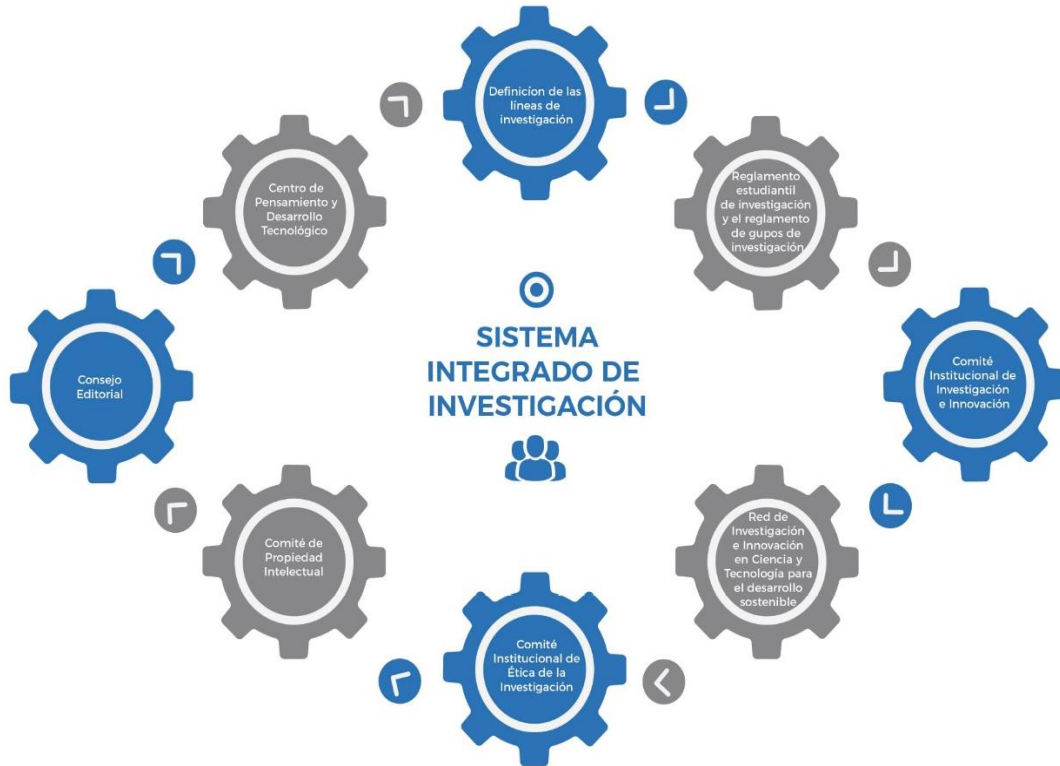 Definicíon de las
líneas de
investigación
Reglamento
estudiantil
de investigación
y el reglamento
de gupos de
investigación
Comité
Institucional de
Investigación
e Innovación
Red de
Investigación
e Innovación
en Ciencia y
Tecnología para
el desarrollo
sostenible
Comité
Institucional de
Ética de la
Investigación
Comité de
Propiedad
Intelectual
Consejo
Editorial
Centro de
Pensamiento y
Desarrollo
Tecnológico
SISTEMA
INTEGRADO DE
INVESTIGACIÓN